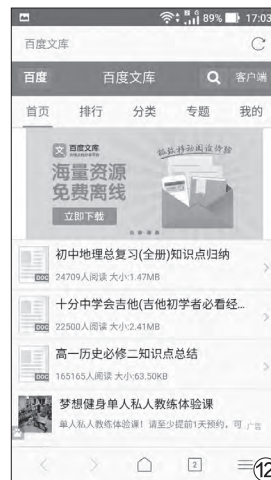 89% 17:03
百度文库
百度 百度文库 客户端
首页 排行 分类 专题 我的
百度文库
海量资源
免费离线
立即下载
初中地理总复习(全册)知识点归纳
DOC 24709人阅读 大小:1.47MB
十分中学会吉他(吉他初学者必看经...
DOC 22500人阅读 大小:2.41MB
高一历史必修二知识点总结
DOC 165165人阅读 大小:63.50KB
梦想健身单人私人教练体验课
单人私人教练体验课！请至少提前1天预约，可 广告
2
⑫